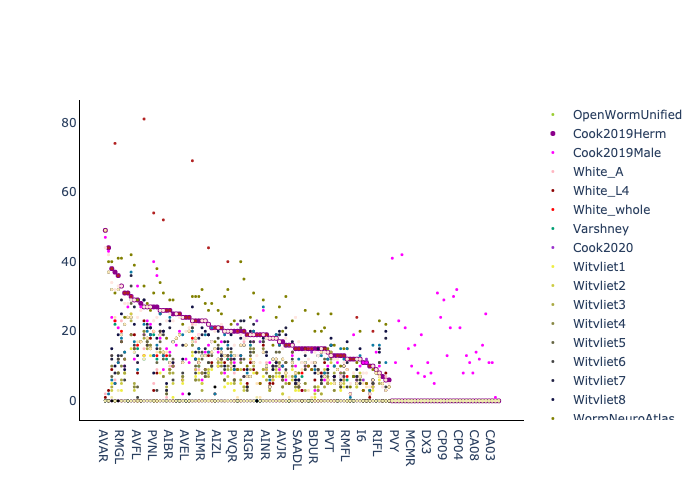 80
60
40
20
0
AVAR
RMGL
AVFL
PVNL
AIBR
AVEL
AIMR
AIZL
PVQR
RIGR
AINR
AVJR
SAADL
BDUR
PVT
RMFL
I6
RIFL
PVY
MCMR
DX3
CP09
CP04
CA08
CA03
OpenWormUnified
Cook2019Herm
Cook2019Male
White_A
White_L4
White_whole
Varshney
Cook2020
Witvliet1
Witvliet2
Witvliet3
Witvliet4
Witvliet5
Witvliet6
Witvliet7
Witvliet8
WormNeuroAtlas